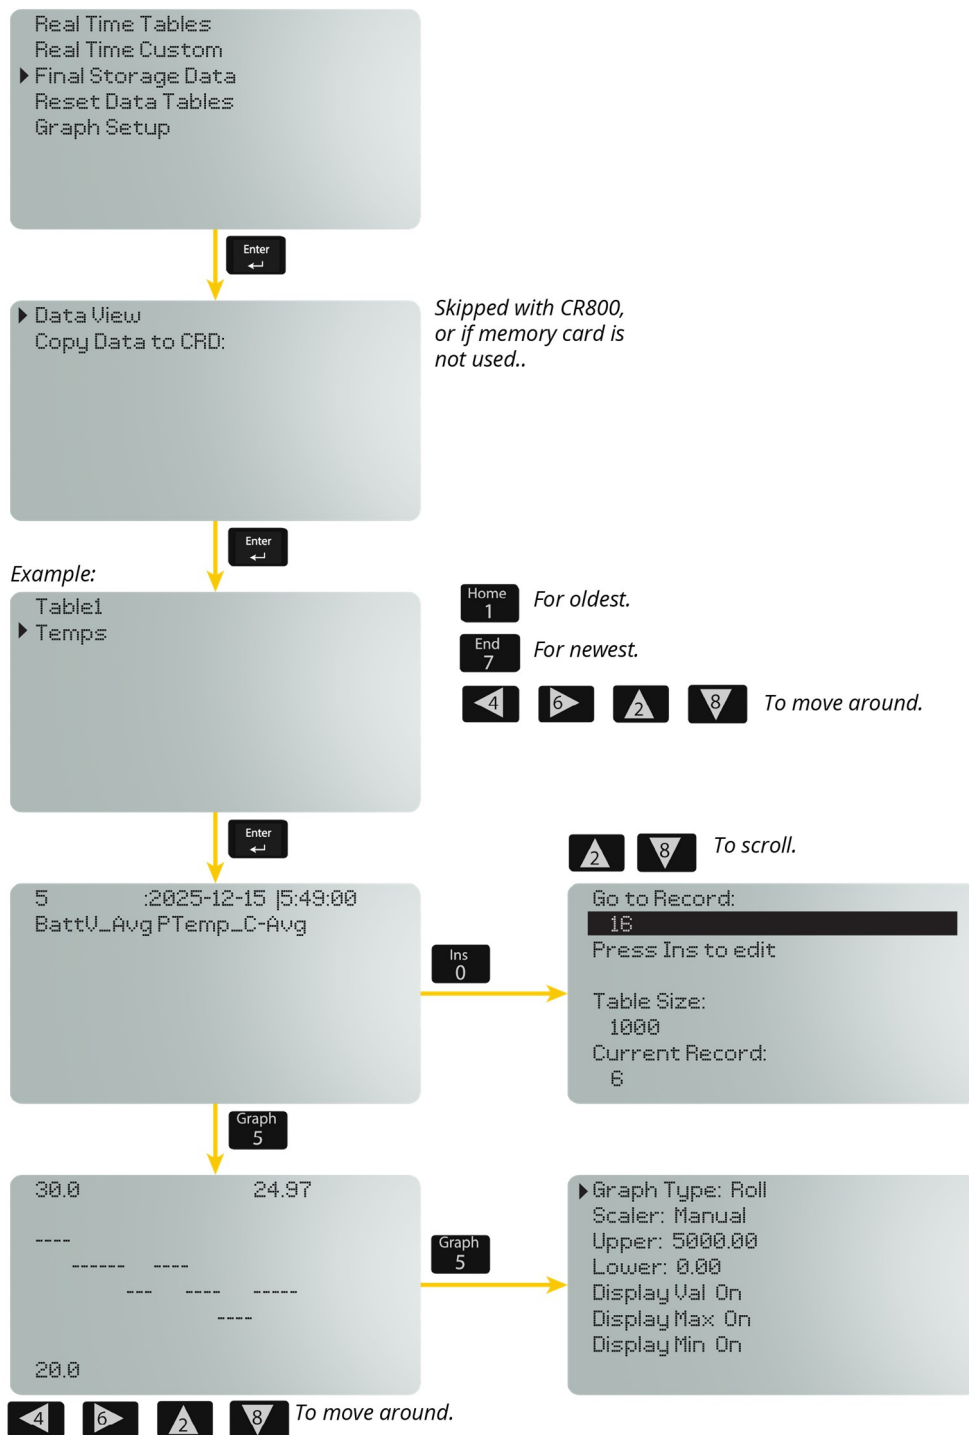 Real Time Tables
Real Time Custom
Final Storage Data
Reset Data Tables
Graph Setup
Enter
Data View
Copy Data to CRD:
Skipped with CR800,
or if memory card is
not used..
Enter
Example:
Table1
Temps
Home
1
For oldest.
End
7
For newest.
4 6 2 8 To move around.
Enter
5 :2025-12-15 |5:49:00
BattV_Avg PTemp_C-Avg
Ins
0
2 8 To scroll.
Go to Record:
16
Press Ins to edit
Table Size:
1000
Current Record:
6
Graph
5
30.0 24.97
20.0
Graph
5
Graph Type: Roll
Scaler: Manual
Upper: 5000.00
Lower: 0.00
Display Val On
Display Max On
Display Min On
4 6 2 8 To move around.